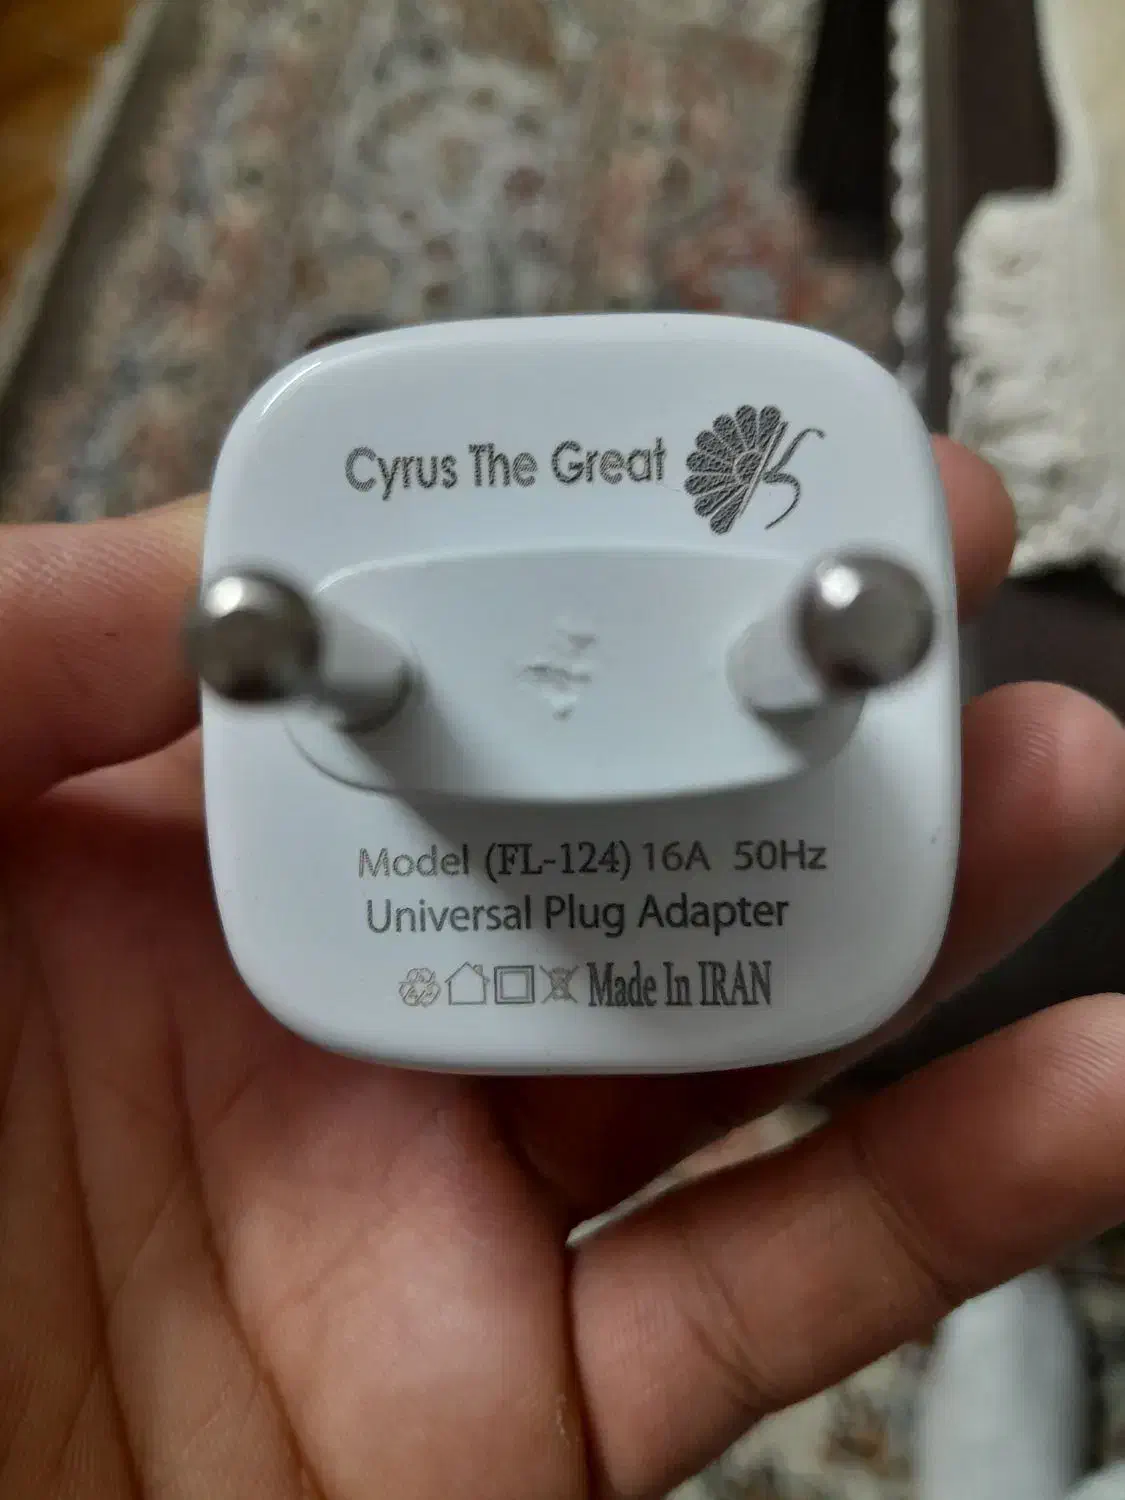 Cyrus The Great
Model (FL-124) 16A 50Hz
Universal Plug Adapter
Made In IRAN